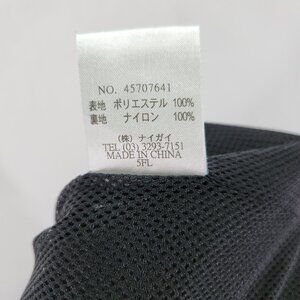 NO. 45707641
表地 ポリエステル 100%
裏地 ナイロン 100%
(株) ナイガイ
TEL (03) 3293-7151
MADE IN CHINA
5FL